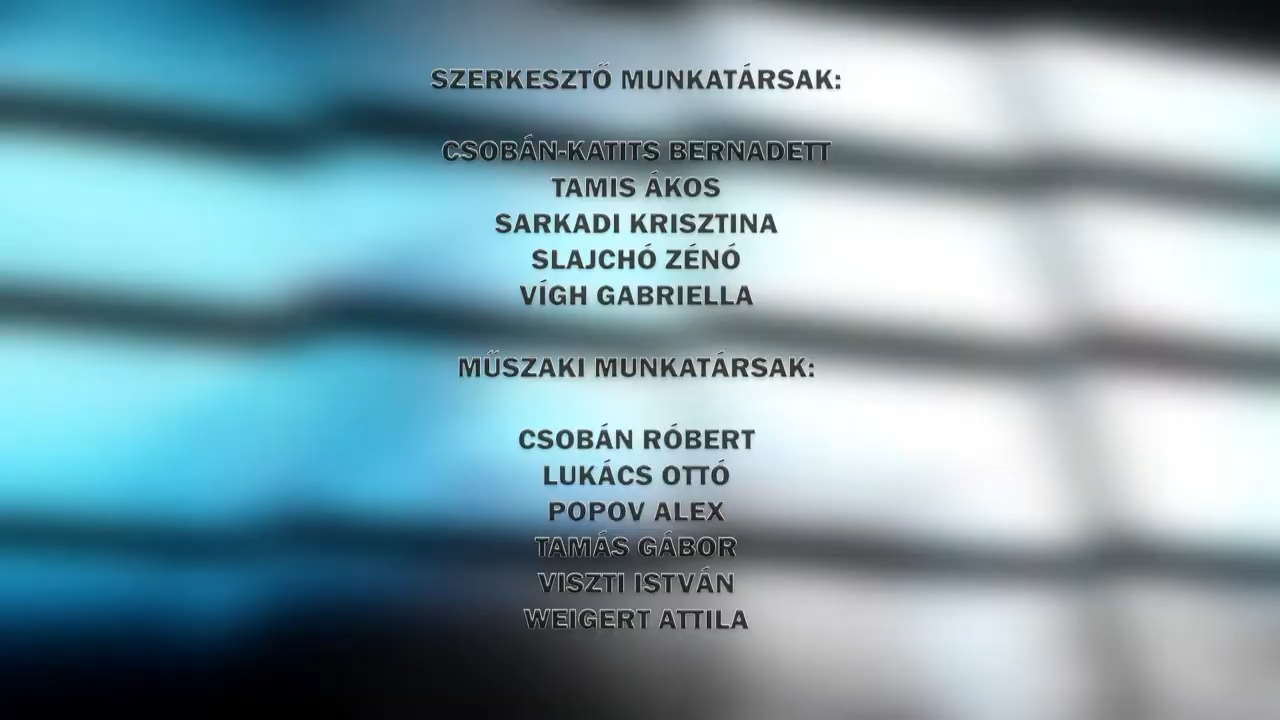 SZERKESZTŐ MUNKATÁRSAK:
CSOBÁN-KATITS BERNADETT
TAMIS ÁKOS
SARKADI KRISZTINA
SLAJCHÓ ZÉNÓ
VÍGH GABRIELLA
MŰSZAKI MUNKATÁRSAK:
CSOBÁN RÓBERT
LUKÁCS OTTÓ
POPOV ALEX
TAMÁS GÁBOR
VISZTI ISTVÁN
WEIGERT ATTILA